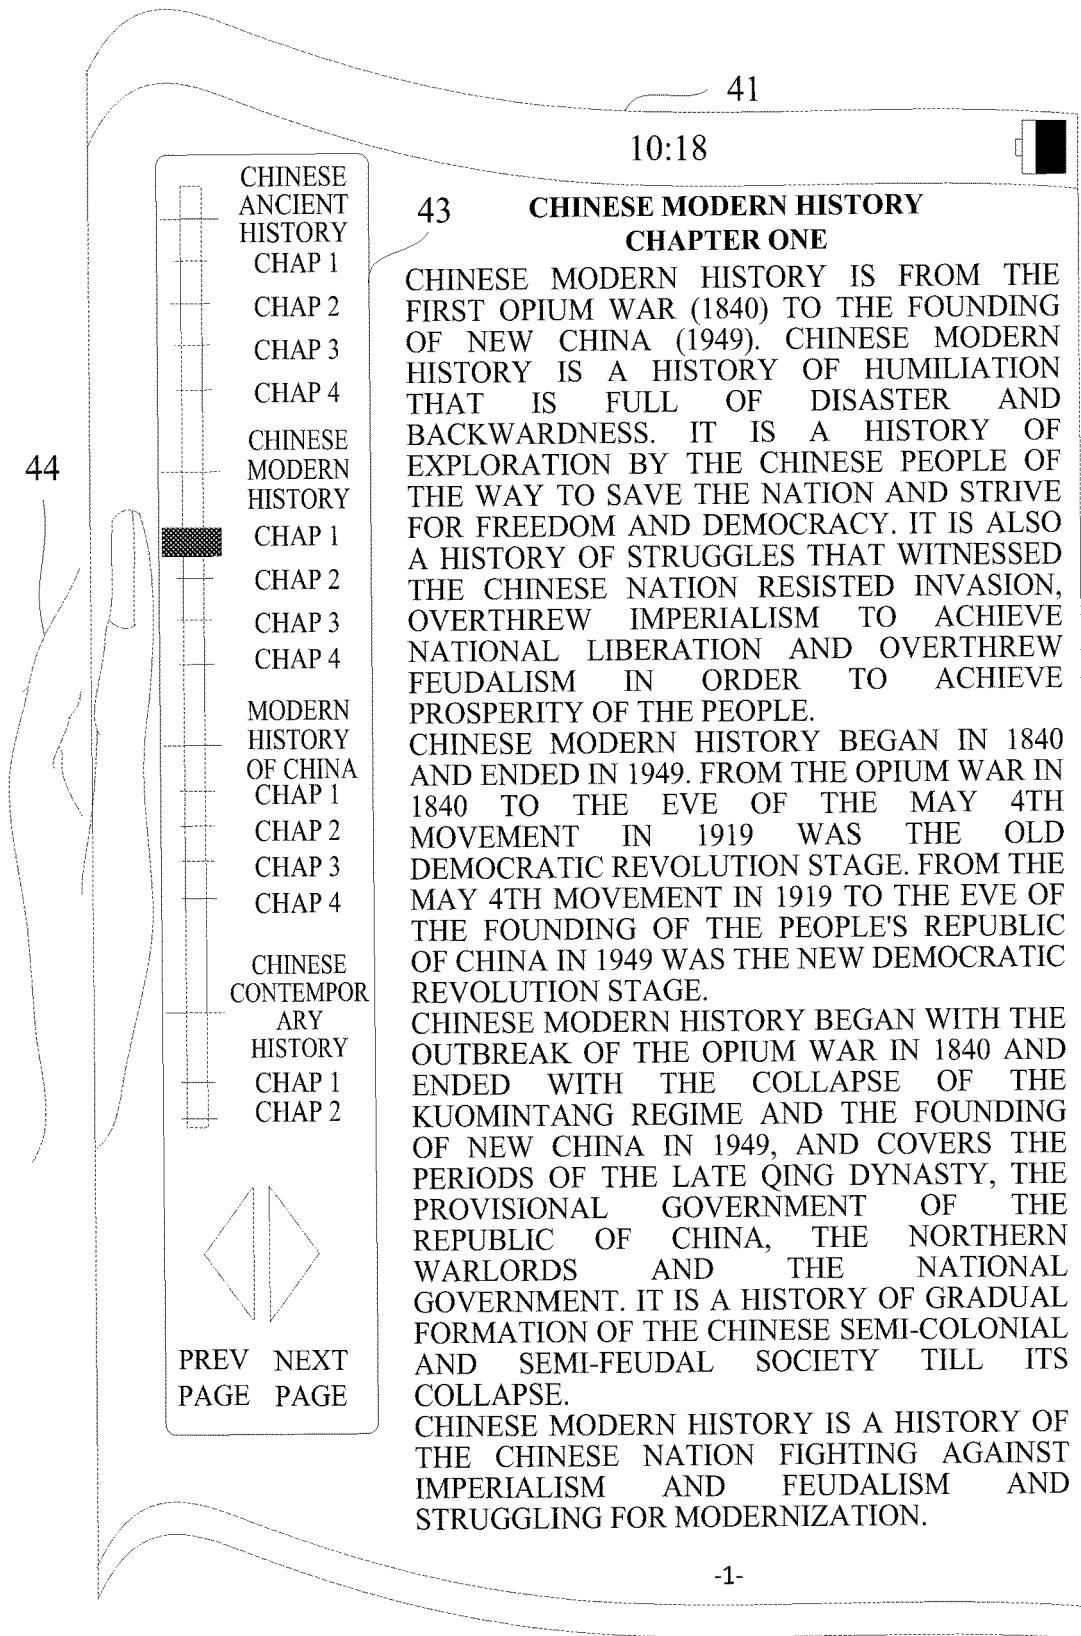 41
10:18
44
CHINESE
ANCIENT
HISTORY
CHAP 1
CHAP 2
CHAP 3
CHAP 4
CHINESE
MODERN
HISTORY
CHAP 1
CHAP 2
CHAP 3
CHAP 4
MODERN
HISTORY
OF CHINA
CHAP 1
CHAP 2
CHAP 3
CHAP 4
CHINESE
CONTEMPOR
ARY
HISTORY
CHAP 1
CHAP 2
PREV PAGE
NEXT PAGE
43
CHINESE MODERN HISTORY
CHAPTER ONE
CHINESE MODERN HISTORY IS FROM THE
FIRST OPIUM WAR (1840) TO THE FOUNDING
OF NEW CHINA (1949). CHINESE MODERN
HISTORY IS A HISTORY OF HUMILIATION
THAT IS FULL OF DISASTER AND
BACKWARDNESS. IT IS A HISTORY OF
EXPLORATION BY THE CHINESE PEOPLE OF
THE WAY TO SAVE THE NATION AND STRIVE
FOR FREEDOM AND DEMOCRACY. IT IS ALSO
A HISTORY OF STRUGGLES THAT WITNESSED
THE CHINESE NATION RESISTED INVASION,
OVERTHREW IMPERIALISM TO ACHIEVE
NATIONAL LIBERATION AND OVERTHREW
FEUDALISM IN ORDER TO ACHIEVE
PROSPERITY OF THE PEOPLE.
CHINESE MODERN HISTORY BEGAN IN 1840
AND ENDED IN 1949. FROM THE OPIUM WAR IN
1840 TO THE EVE OF THE MAY 4TH
MOVEMENT IN 1919 WAS THE OLD
DEMOCRATIC REVOLUTION STAGE. FROM THE
MAY 4TH MOVEMENT IN 1919 TO THE EVE OF
THE FOUNDING OF THE PEOPLE'S REPUBLIC
OF CHINA IN 1949 WAS THE NEW DEMOCRATIC
REVOLUTION STAGE.
CHINESE MODERN HISTORY BEGAN WITH THE
OUTBREAK OF THE OPIUM WAR IN 1840 AND
ENDED WITH THE COLLAPSE OF THE
KUOMINTANG REGIME AND THE FOUNDING
OF NEW CHINA IN 1949, AND COVERS THE
PERIODS OF THE LATE QING DYNASTY, THE
PROVISIONAL GOVERNMENT OF THE
REPUBLIC OF CHINA, THE NORTHERN
WARLORDS AND THE NATIONAL
GOVERNMENT. IT IS A HISTORY OF GRADUAL
FORMATION OF THE CHINESE SEMI-COLONIAL
AND SEMI-FEUDAL SOCIETY TILL ITS
COLLAPSE.
CHINESE MODERN HISTORY IS A HISTORY OF
THE CHINESE NATION FIGHTING AGAINST
IMPERIALISM AND FEUDALISM AND
STRUGGLING FOR MODERNIZATION.
-1-